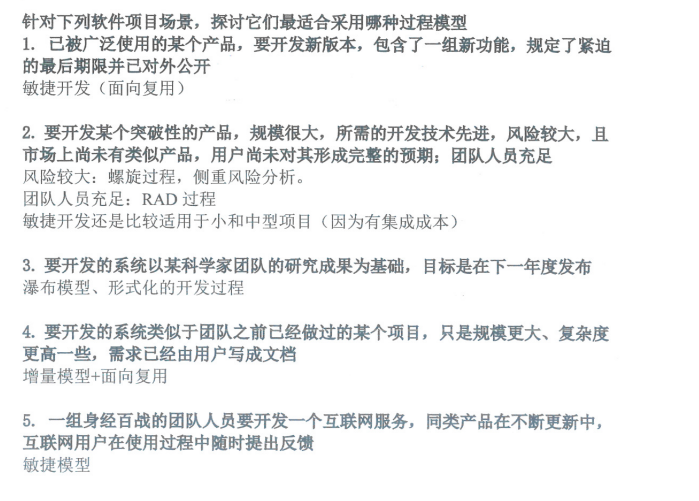 针对下列软件项目场景，探讨它们最适合采用哪种过程模型
1. 已被广泛使用的某个产品，要开发新版本，包含了一组新功能，规定了紧迫
的最后期限并已对外公开
敏捷开发（面向复用）
2. 要开发某个突破性的产品，规模很大，所需的开发技术先进，风险较大，且
市场上尚未有类似产品，用户尚未对其形成完整的预期；团队人员充足
风险较大：螺旋过程，侧重风险分析。
团队人员充足：RAD 过程
敏捷开发还是比较适用于小和中型项目（因为有集成成本）
3. 要开发的系统以某科学家团队的研究成果为基础，目标是在下一年度发布
瀑布模型、形式化的开发过程
4. 要开发的系统类似于团队之前已经做过的某个项目，只是规模更大、复杂度
更高一些，需求已经由用户写成文档
增量模型+面向复用
5. 一组身经百战的团队人员要开发一个互联网服务，同类产品在不断更新中，
互联网用户在使用过程中随时提出反馈
敏捷模型